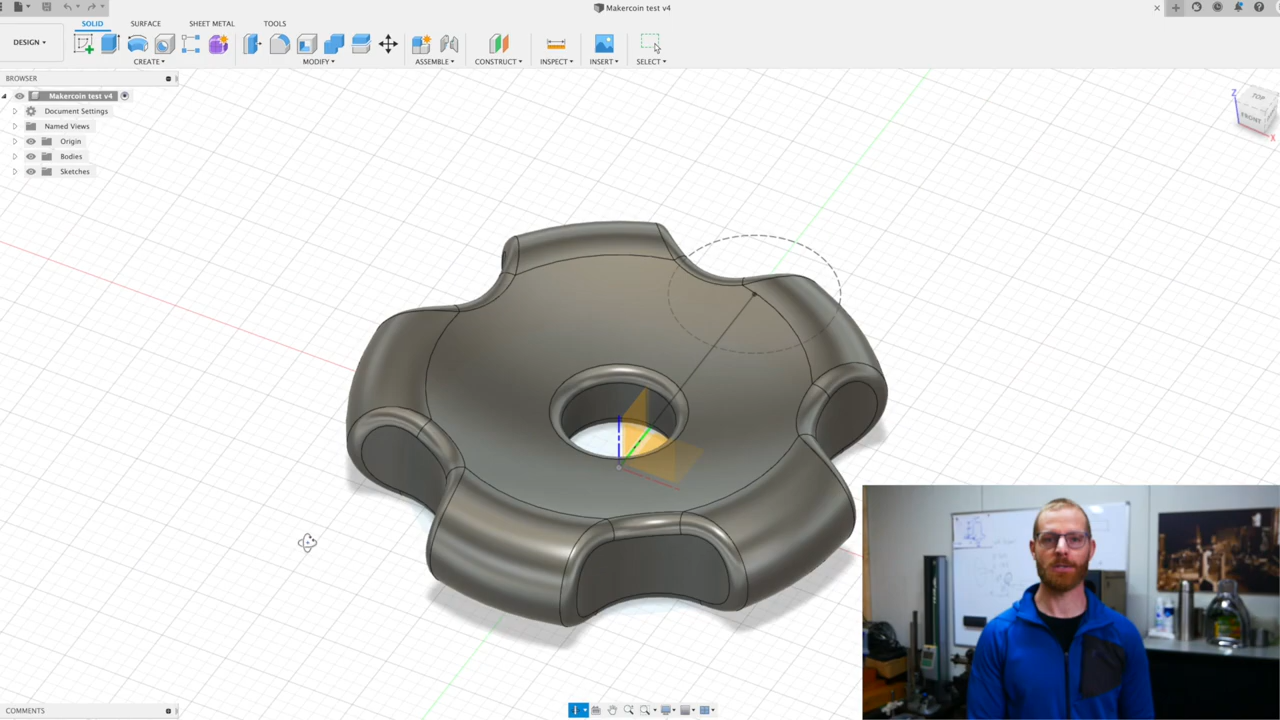 Makercoin test v4
SOLID SURFACE SHEET METAL TOOLS
DESIGN
CREATE MODIFY ASSEMBLE CONSTRUCT INSPECT INSERT SELECT
BROWSER
Makercoin test v4
Document Settings
Named Views
Origin
Bodies
Sketches
TOP
FRONT
Z
X
COMMENTS